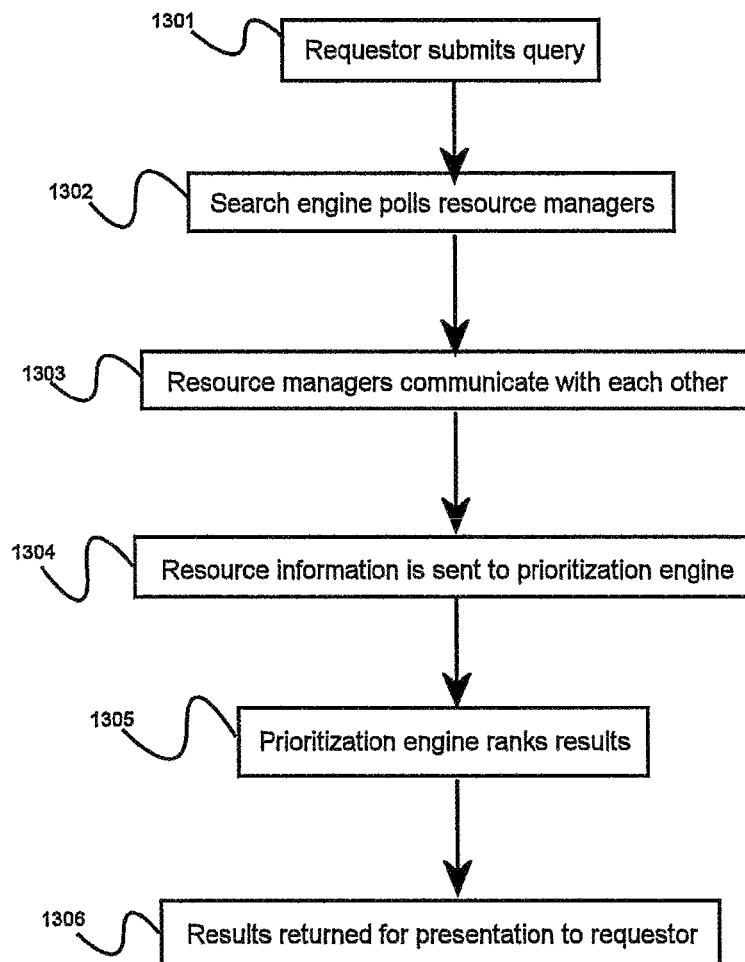 1301
Requestor submits query
1302
Search engine polls resource managers
1303
Resource managers communicate with each other
1304
Resource information is sent to prioritization engine
1305
Prioritization engine ranks results
1306
Results returned for presentation to requestor